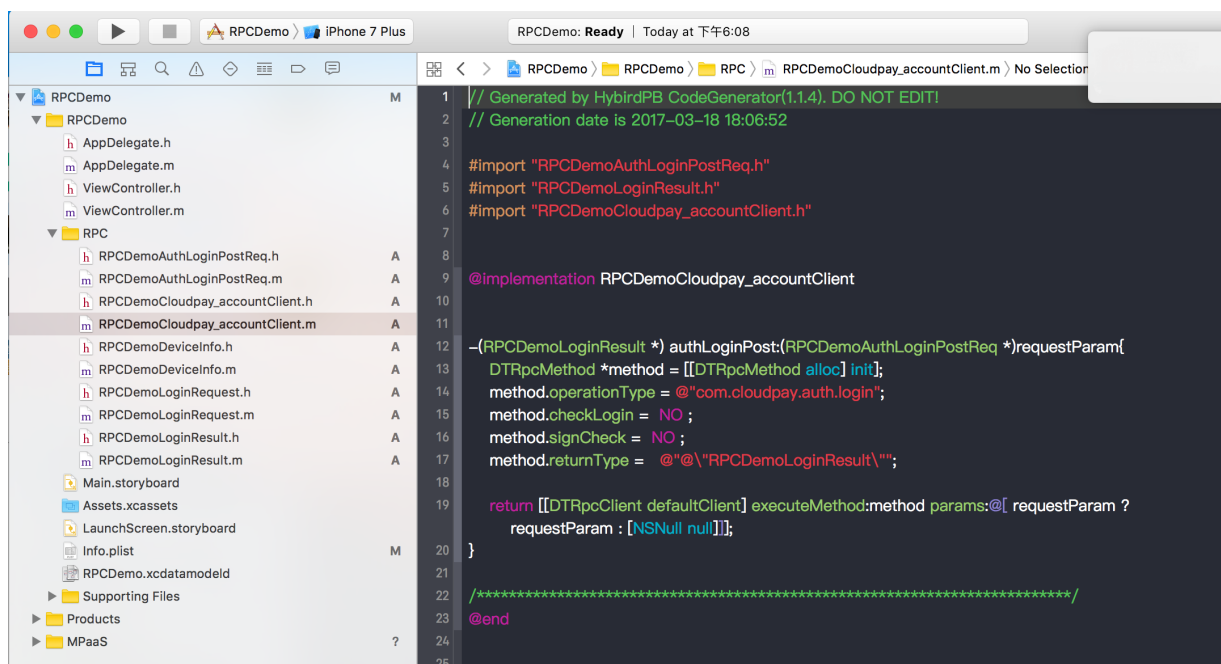 RPCDemo iPhone 7 Plus
RPCDemo: Ready | Today at 下午6:08
RPCDemo RPCDemo RPC m RPCDemoCloudpay_accountClient.m No Selection
RPCDemo M
RPCDemo
h AppDelegate.h
m AppDelegate.m
h ViewController.h
m ViewController.m
RPC
h RPCDemoAuthLoginPostReq.h A
m RPCDemoAuthLoginPostReq.m A
h RPCDemoCloudpay_accountClient.h A
m RPCDemoCloudpay_accountClient.m A
h RPCDemoDeviceInfo.h A
m RPCDemoDeviceInfo.m A
h RPCDemoLoginRequest.h A
m RPCDemoLoginRequest.m A
h RPCDemoLoginResult.h A
m RPCDemoLoginResult.m A
Main.storyboard
Assets.xcassets
LaunchScreen.storyboard
Info.plist M
RPCDemo.xcdatamodeld
Supporting Files
Products
MPaaS ?
1 // Generated by HybirdPB CodeGenerator(1.1.4). DO NOT EDIT!
2 // Generation date is 2017-03-18 18:06:52
3
4 #import "RPCDemoAuthLoginPostReq.h"
5 #import "RPCDemoLoginResult.h"
6 #import "RPCDemoCloudpay_accountClient.h"
7
8
9 @implementation RPCDemoCloudpay_accountClient
10
11
12 -(RPCDemoLoginResult *) authLoginPost:(RPCDemoAuthLoginPostReq *)requestParam{
13 DTRpcMethod *method = [[DTRpcMethod alloc] init];
14 method.operationType = @"com.cloudpay.auth.login";
15 method.checkLogin = NO ;
16 method.signCheck = NO ;
17 method.returnType = @"@\"RPCDemoLoginResult\"";
18
19 return [[DTRpcClient defaultClient] executeMethod:method params:@[ requestParam ?
requestParam : [NSNull null]]];
20 }
21
22 /**************************************************************************/
23 @end
24
25